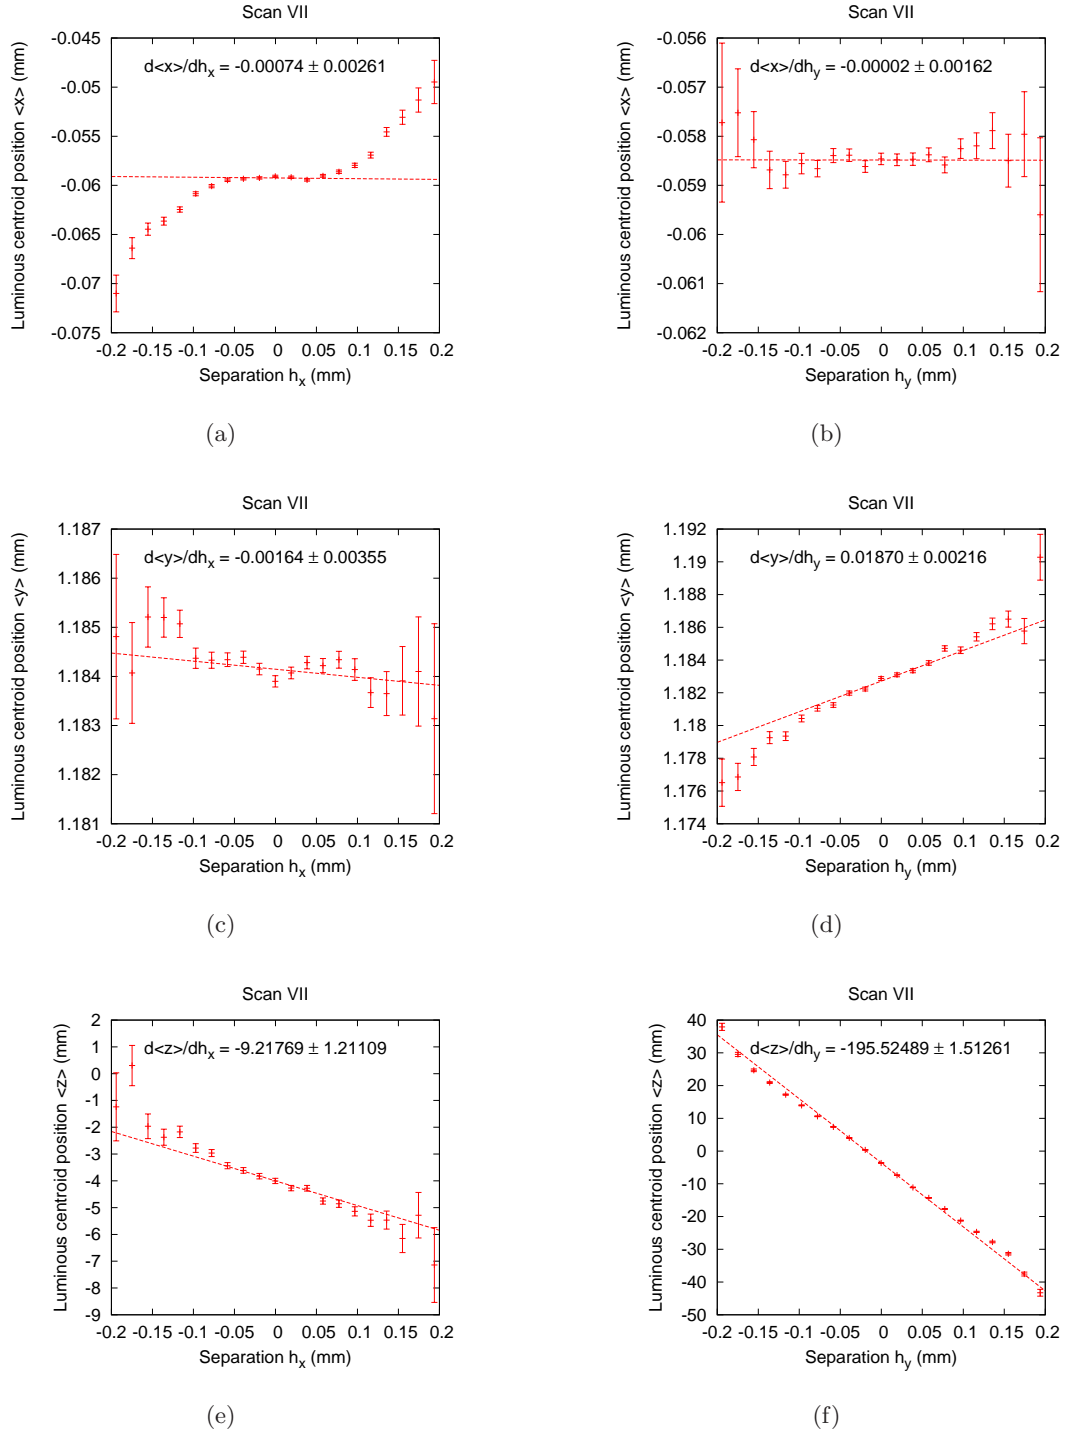 Scan VII
Luminous centroid position <x> (mm)
-0.045
-0.05
-0.055
-0.06
-0.065
-0.07
-0.075
d<x>/dh_x = -0.00074 ± 0.00261
-0.2 -0.15 -0.1 -0.05 0 0.05 0.1 0.15 0.2
Separation h_x (mm)
(a)
Scan VII
Luminous centroid position <x> (mm)
-0.056
-0.057
-0.058
-0.059
-0.06
-0.061
-0.062
d<x>/dh_y = -0.00002 ± 0.00162
-0.2 -0.15 -0.1 -0.05 0 0.05 0.1 0.15 0.2
Separation h_y (mm)
(b)
Scan VII
Luminous centroid position <y> (mm)
1.187
1.186
1.185
1.184
1.183
1.182
1.181
d<y>/dh_x = -0.00164 ± 0.00355
-0.2 -0.15 -0.1 -0.05 0 0.05 0.1 0.15 0.2
Separation h_x (mm)
(c)
Scan VII
Luminous centroid position <y> (mm)
1.192
1.19
1.188
1.186
1.184
1.182
1.18
1.178
1.176
1.174
d<y>/dh_y = 0.01870 ± 0.00216
-0.2 -0.15 -0.1 -0.05 0 0.05 0.1 0.15 0.2
Separation h_y (mm)
(d)
Scan VII
Luminous centroid position <z> (mm)
2
1
0
-1
-2
-3
-4
-5
-6
-7
-8
-9
d<z>/dh_x = -9.21769 ± 1.21109
-0.2 -0.15 -0.1 -0.05 0 0.05 0.1 0.15 0.2
Separation h_x (mm)
(e)
Scan VII
Luminous centroid position <z> (mm)
40
30
20
10
0
-10
-20
-30
-40
-50
d<z>/dh_y = -195.52489 ± 1.51261
-0.2 -0.15 -0.1 -0.05 0 0.05 0.1 0.15 0.2
Separation h_y (mm)
(f)